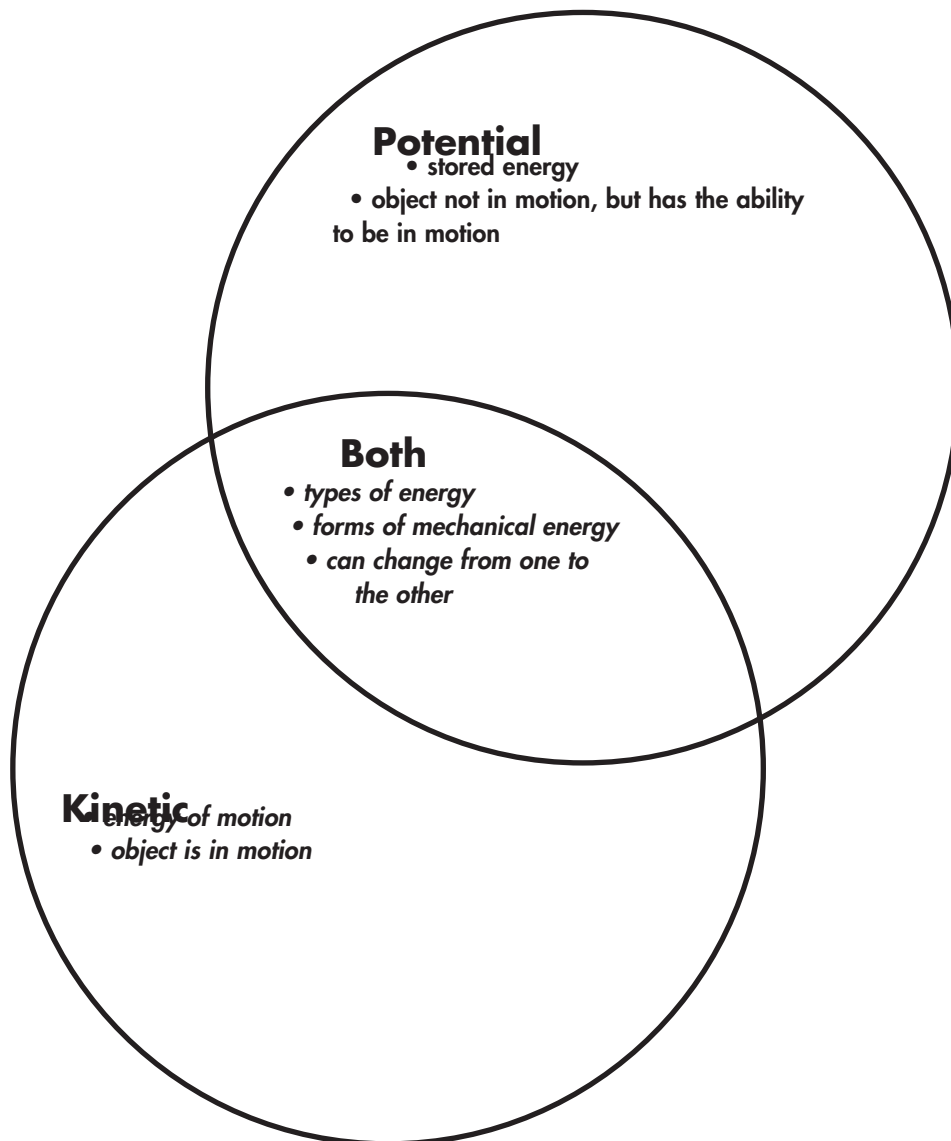 Potential
• stored energy
• object not in motion, but has the ability
to be in motion
Both
• types of energy
• forms of mechanical energy
• can change from one to
the other
Kinetic
• energy of motion
• object is in motion